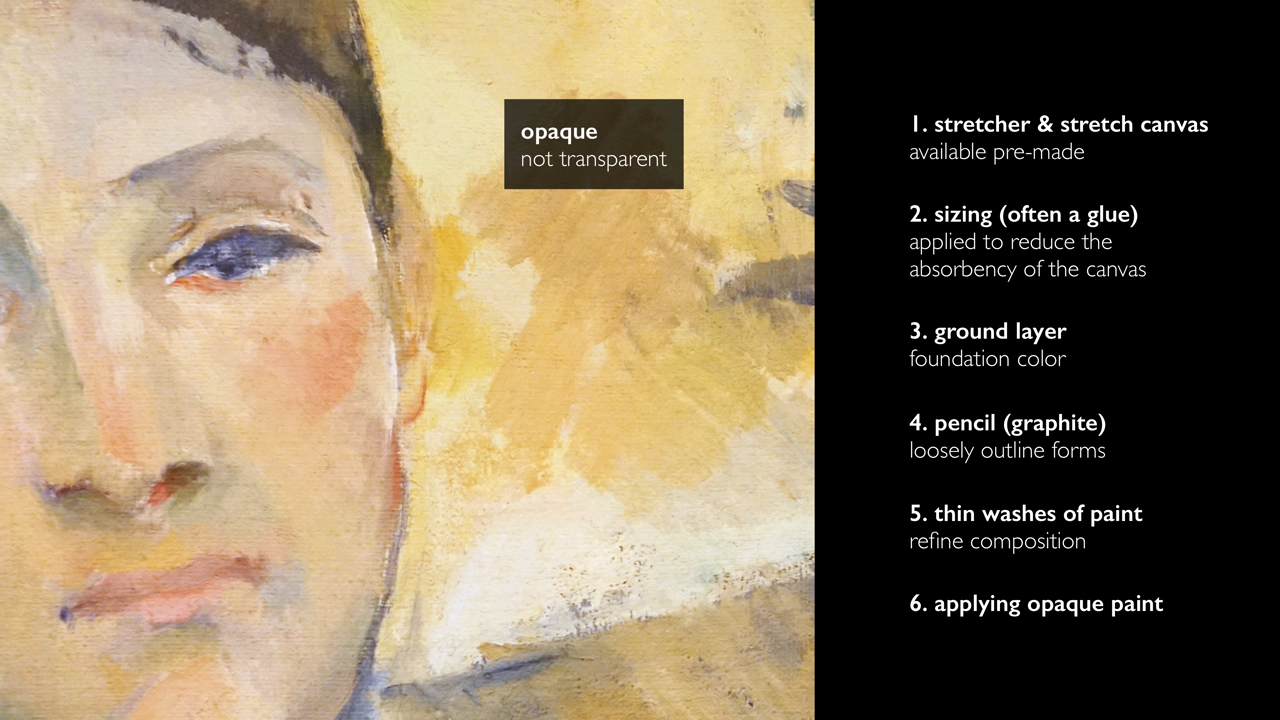 opaque
not transparent
1. stretcher & stretch canvas
available pre-made
2. sizing (often a glue)
applied to reduce the
absorbency of the canvas
3. ground layer
foundation color
4. pencil (graphite)
loosely outline forms
5. thin washes of paint
refine composition
6. applying opaque paint